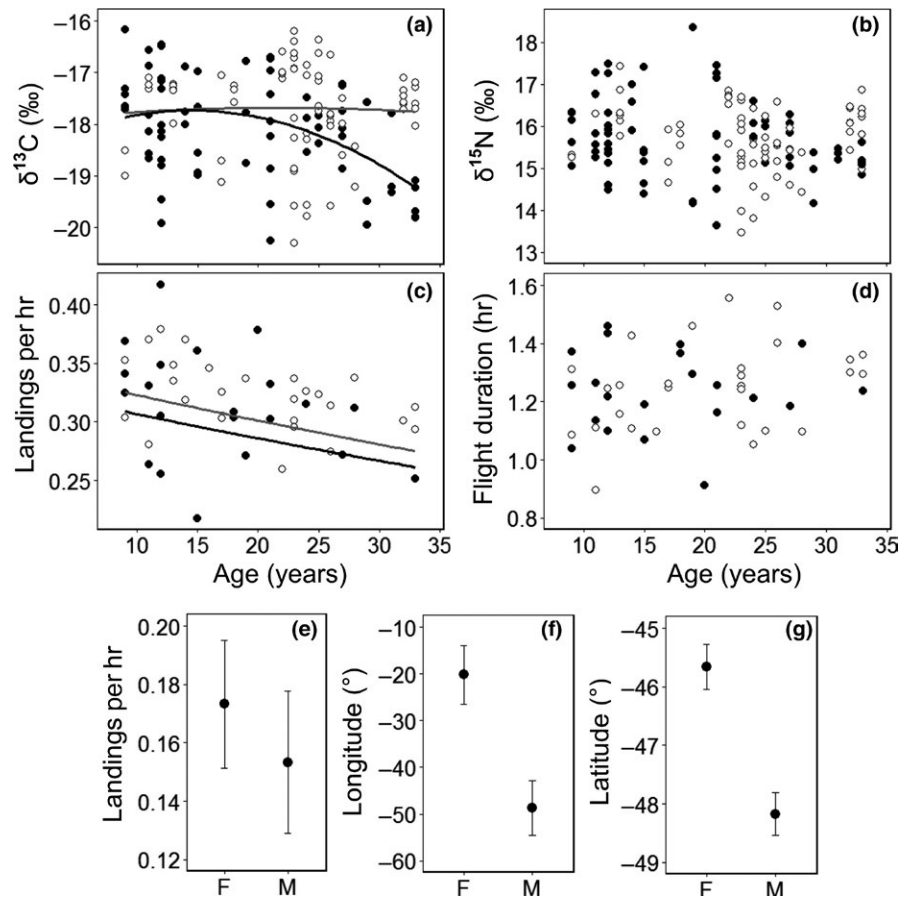 (a)
δ¹³C (‰)
–16
–17
–18
–19
–20
(b)
δ¹⁵N (‰)
18
17
16
15
14
13
(c)
Landings per hr
0.40
0.35
0.30
0.25
10 15 20 25 30 35
Age (years)
(d)
Flight duration (hr)
1.6
1.4
1.2
1.0
0.8
10 15 20 25 30 35
Age (years)
(e)
Landings per hr
0.20
0.18
0.16
0.14
0.12
F M
(f)
Longitude (°)
–10
–20
–30
–40
–50
–60
F M
(g)
Latitude (°)
–45
–46
–47
–48
–49
F M